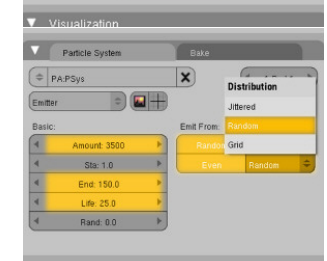 Visualization
Particle System
Bake
PA:PSys
Distribution
Emitter
Jittered
Basic:
Emit From:
Random
Amount: 3500
Random
Grid
Sta: 1.0
Even
Random
End: 150.0
Life: 25.0
Rand: 0.0